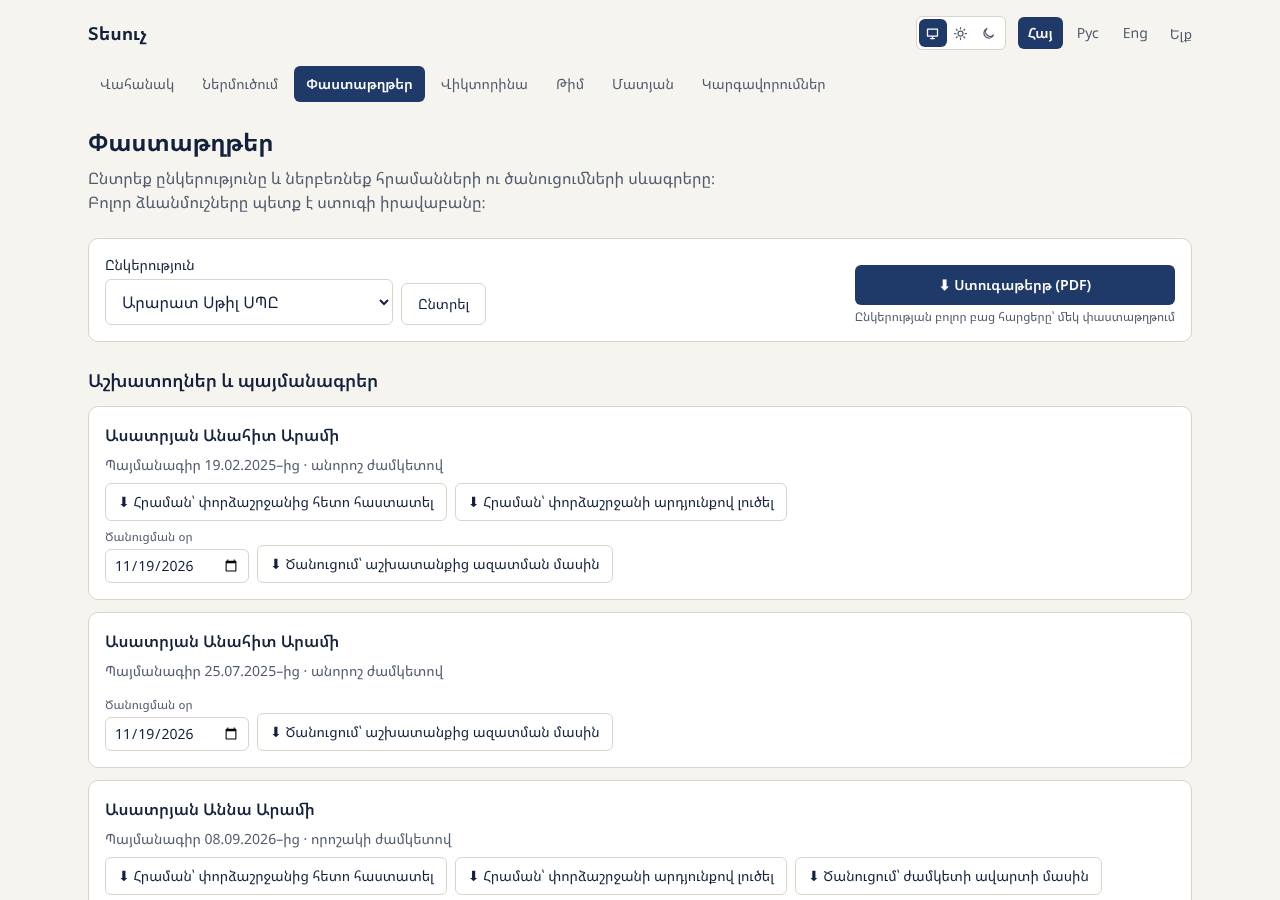 Տեսուչ
Հայ Рус Eng Ելք
Վահանակ Ներմուծում Փաստաթղթեր Վիկտորինա Թիմ Մատյան Կարգավորումներ
Փաստաթղթեր
Ընտրեք ընկերությունը և ներբեռնեք հրամանների ու ծանուցումների սևագրերը։
Բոլոր ձևանմուշները պետք է ստուգի իրավաբանը։
Ընկերություն
Արարատ Սթիլ ՍՊԸ Ընտրել
⬇ Ստուգաթերթ (PDF)
Ընկերության բոլոր բաց հարցերը՝ մեկ փաստաթղթում
Աշխատողներ և պայմանագրեր
Ասատրյան Անահիտ Արամի
Պայմանագիր 19.02.2025–ից · անորոշ ժամկետով
⬇ Հրաման՝ փորձաշրջանից հետո հաստատել ⬇ Հրաման՝ փորձաշրջանի արդյունքով լուծել
Ծանուցման օր
11/19/2026 ⬇ Ծանուցում՝ աշխատանքից ազատման մասին
Ասատրյան Անահիտ Արամի
Պայմանագիր 25.07.2025–ից · անորոշ ժամկետով
Ծանուցման օր
11/19/2026 ⬇ Ծանուցում՝ աշխատանքից ազատման մասին
Ասատրյան Աննա Արամի
Պայմանագիր 08.09.2026–ից · որոշակի ժամկետով
⬇ Հրաման՝ փորձաշրջանից հետո հաստատել ⬇ Հրաման՝ փորձաշրջանի արդյունքով լուծել ⬇ Ծանուցում՝ ժամկետի ավարտի մասին